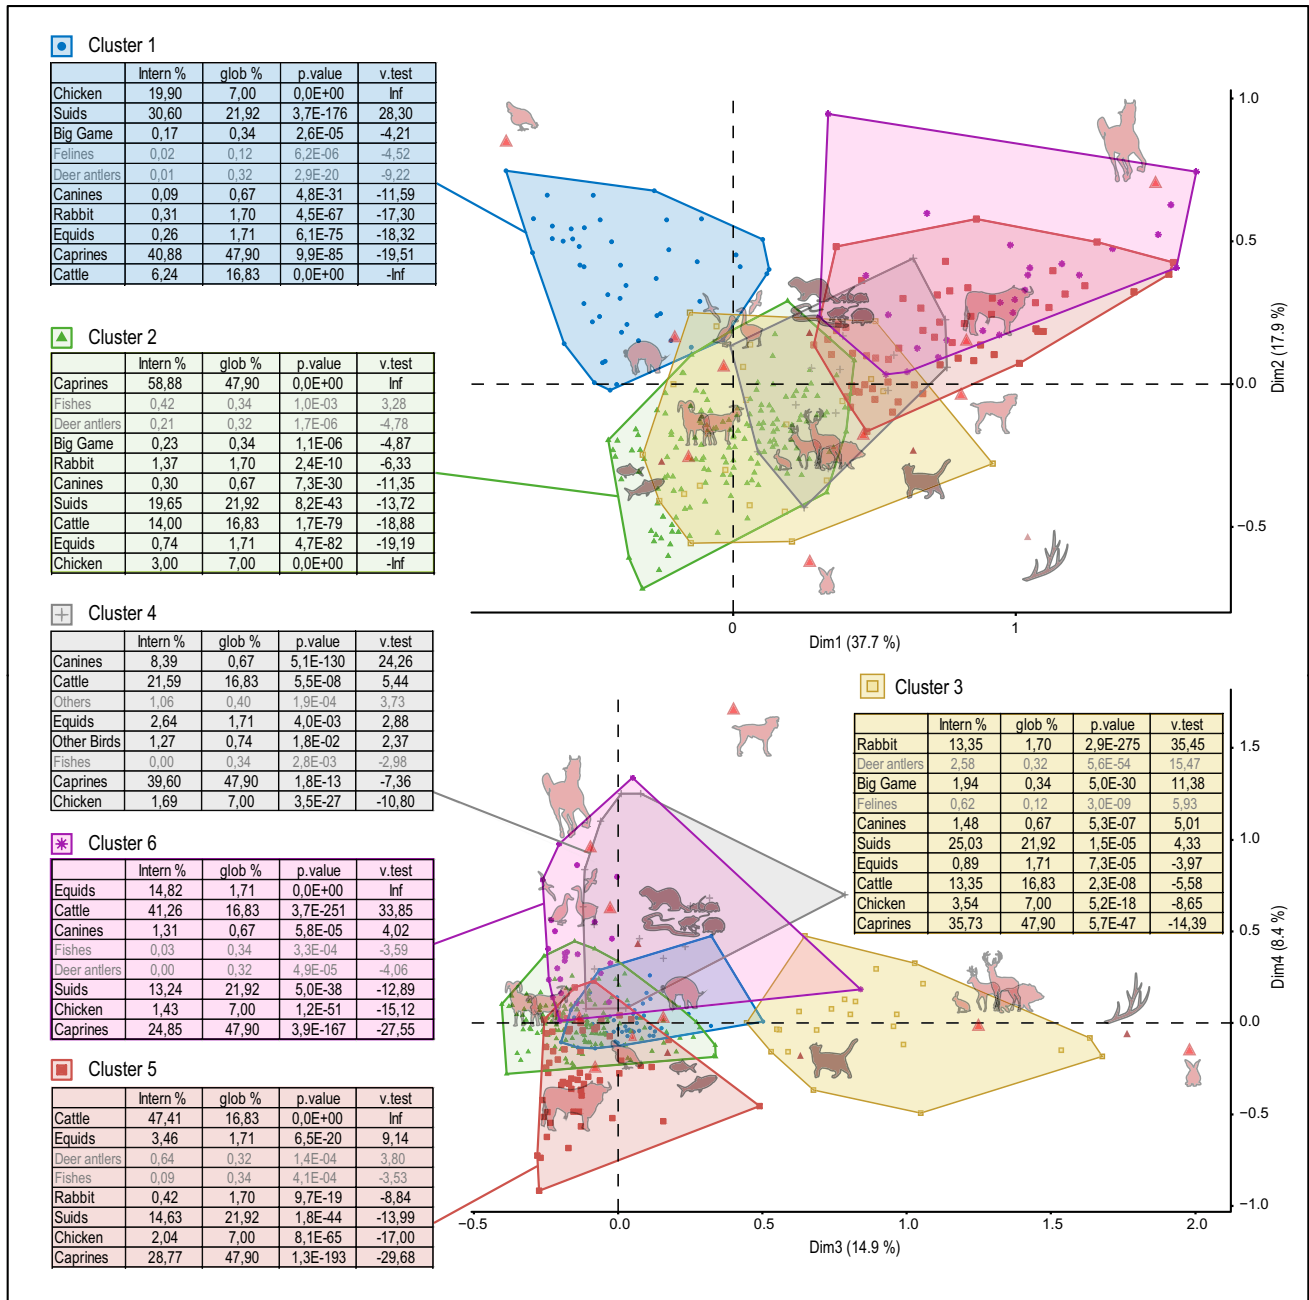 Cluster 1
Intern % glob % p.value v.test
Chicken 19,90 7,00 0,0E+00 Inf
Suids 30,60 21,92 3,7E-176 28,30
Big Game 0,17 0,34 2,6E-05 -4,21
Felines 0,02 0,12 6,2E-06 -4,52
Deer antlers 0,01 0,32 2,9E-20 -9,22
Canines 0,09 0,67 4,8E-31 -11,59
Rabbit 0,31 1,70 4,5E-67 -17,30
Equids 0,26 1,71 6,1E-75 -18,32
Caprines 40,88 47,90 9,9E-85 -19,51
Cattle 6,24 16,83 0,0E+00 -Inf
Cluster 2
Intern % glob % p.value v.test
Caprines 58,88 47,90 0,0E+00 Inf
Fishes 0,42 0,34 1,0E-03 3,28
Deer antlers 0,21 0,32 1,7E-06 -4,78
Big Game 0,23 0,34 1,1E-06 -4,87
Rabbit 1,37 1,70 2,4E-10 -6,33
Canines 0,30 0,67 7,3E-30 -11,35
Suids 19,65 21,92 8,2E-43 -13,72
Cattle 14,00 16,83 1,7E-79 -18,88
Equids 0,74 1,71 4,7E-82 -19,19
Chicken 3,00 7,00 0,0E+00 -Inf
Cluster 4
Intern % glob % p.value v.test
Canines 8,39 0,67 5,1E-130 24,26
Cattle 21,59 16,83 5,5E-08 5,44
Others 1,06 0,40 1,9E-04 3,73
Equids 2,64 1,71 4,0E-03 2,88
Other Birds 1,27 0,74 1,8E-02 2,37
Fishes 0,00 0,34 2,8E-03 -2,98
Caprines 39,60 47,90 1,8E-13 -7,36
Chicken 1,69 7,00 3,5E-27 -10,80
Cluster 6
Intern % glob % p.value v.test
Equids 14,82 1,71 0,0E+00 Inf
Cattle 41,26 16,83 3,7E-251 33,85
Canines 1,31 0,67 5,8E-05 4,02
Fishes 0,03 0,34 3,3E-04 -3,59
Deer antlers 0,00 0,32 4,9E-05 -4,06
Suids 13,24 21,92 5,0E-38 -12,89
Chicken 1,43 7,00 1,2E-51 -15,12
Caprines 24,85 47,90 3,9E-167 -27,55
Cluster 5
Intern % glob % p.value v.test
Cattle 47,41 16,83 0,0E+00 Inf
Equids 3,46 1,71 6,5E-20 9,14
Deer antlers 0,64 0,32 1,4E-04 3,80
Fishes 0,09 0,34 4,1E-04 -3,53
Rabbit 0,42 1,70 9,7E-19 -8,84
Suids 14,63 21,92 1,8E-44 -13,99
Chicken 2,04 7,00 8,1E-65 -17,00
Caprines 28,77 47,90 1,3E-193 -29,68
1.0
0.5
0.0
−0.5
Dim2 (17.9 %)
0 1
Dim1 (37.7 %)
Cluster 3
Intern % glob % p.value v.test
Rabbit 13,35 1,70 2,9E-275 35,45
Deer antlers 2,58 0,32 5,6E-54 15,47
Big Game 1,94 0,34 5,0E-30 11,38
Felines 0,62 0,12 3,0E-09 5,93
Canines 1,48 0,67 5,3E-07 5,01
Suids 25,03 21,92 1,5E-05 4,33
Equids 0,89 1,71 7,3E-05 -3,97
Cattle 13,35 16,83 2,3E-08 -5,58
Chicken 3,54 7,00 5,2E-18 -8,65
Caprines 35,73 47,90 5,7E-47 -14,39
1.5
1.0
0.5
0.0
−0.5
−1.0
Dim4 (8.4 %)
−0.5 0.0 0.5 1.0 1.5 2.0
Dim3 (14.9 %)